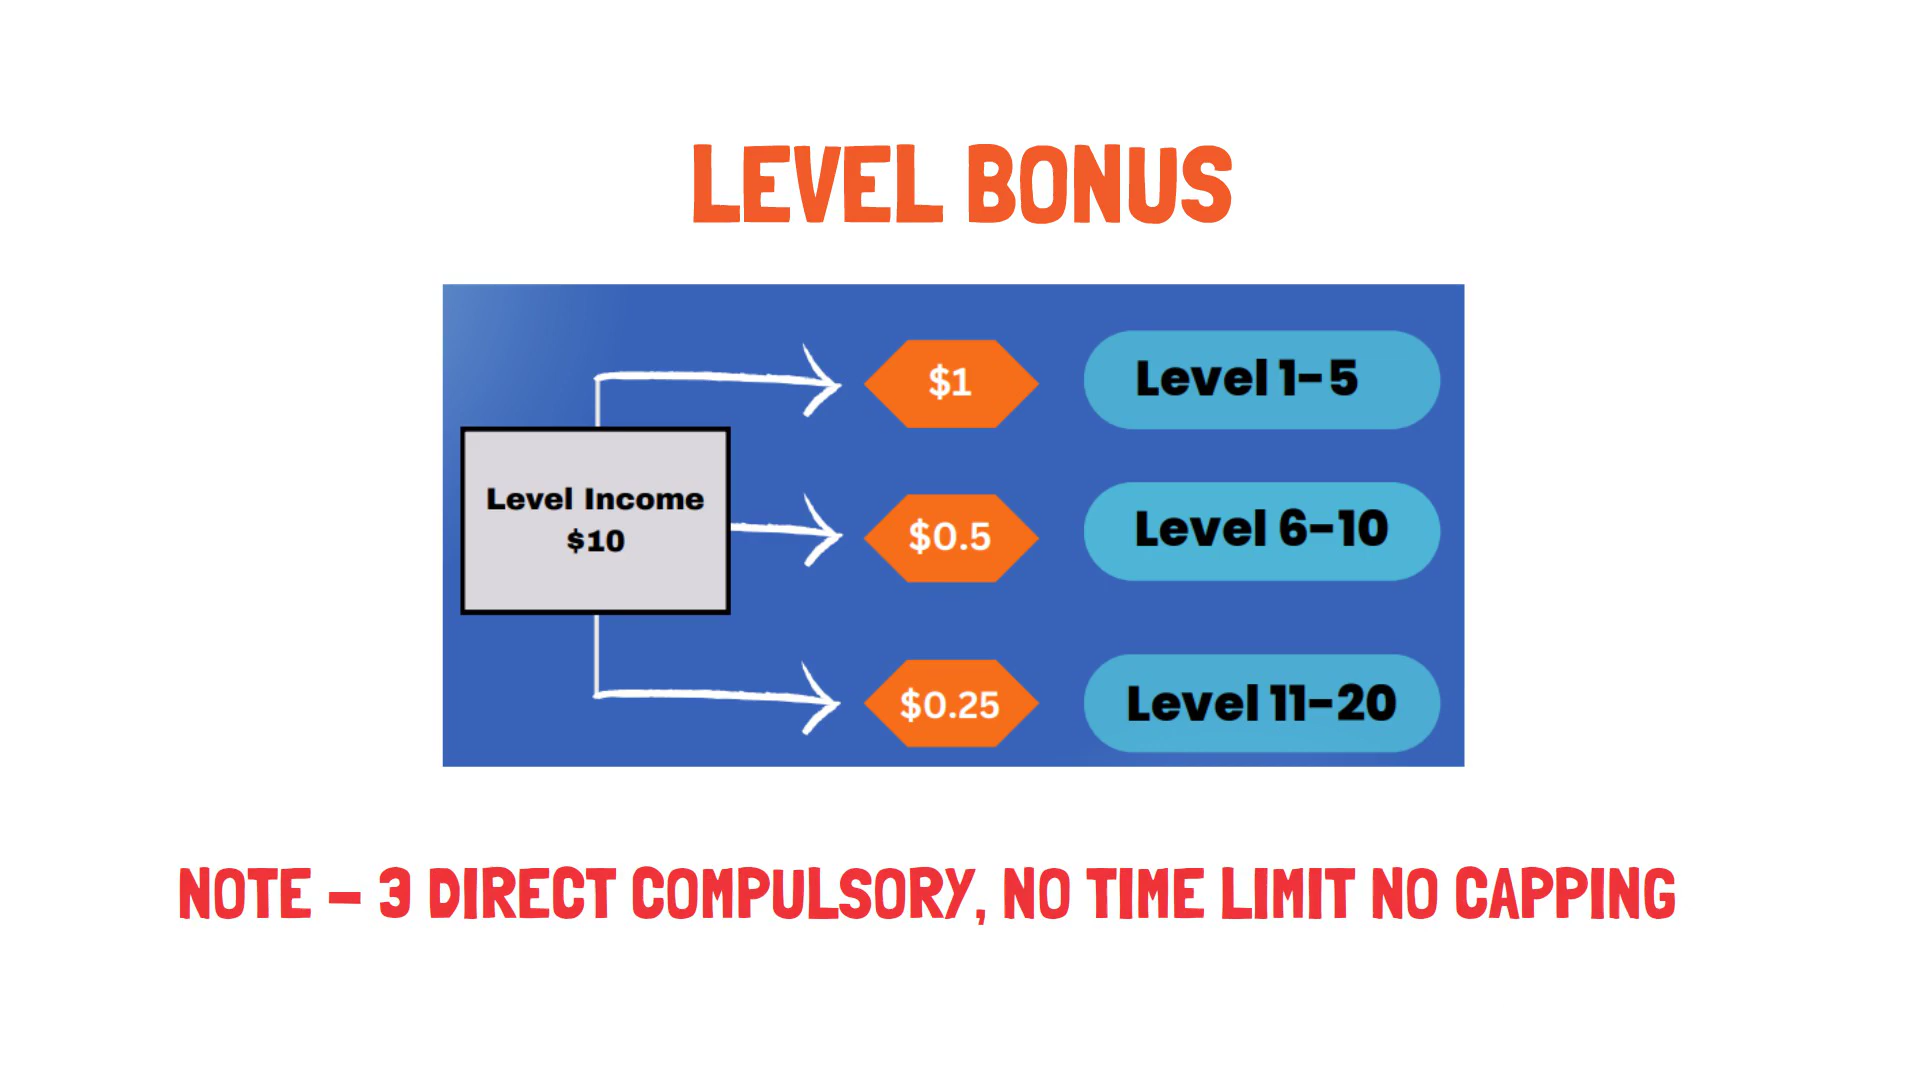 LEVEL BONUS
$1
Level 1-5
Level Income
$10
$0.5
Level 6-10
$0.25
Level 11-20
NOTE – 3 DIRECT COMPULSORY, NO TIME LIMIT NO CAPPING